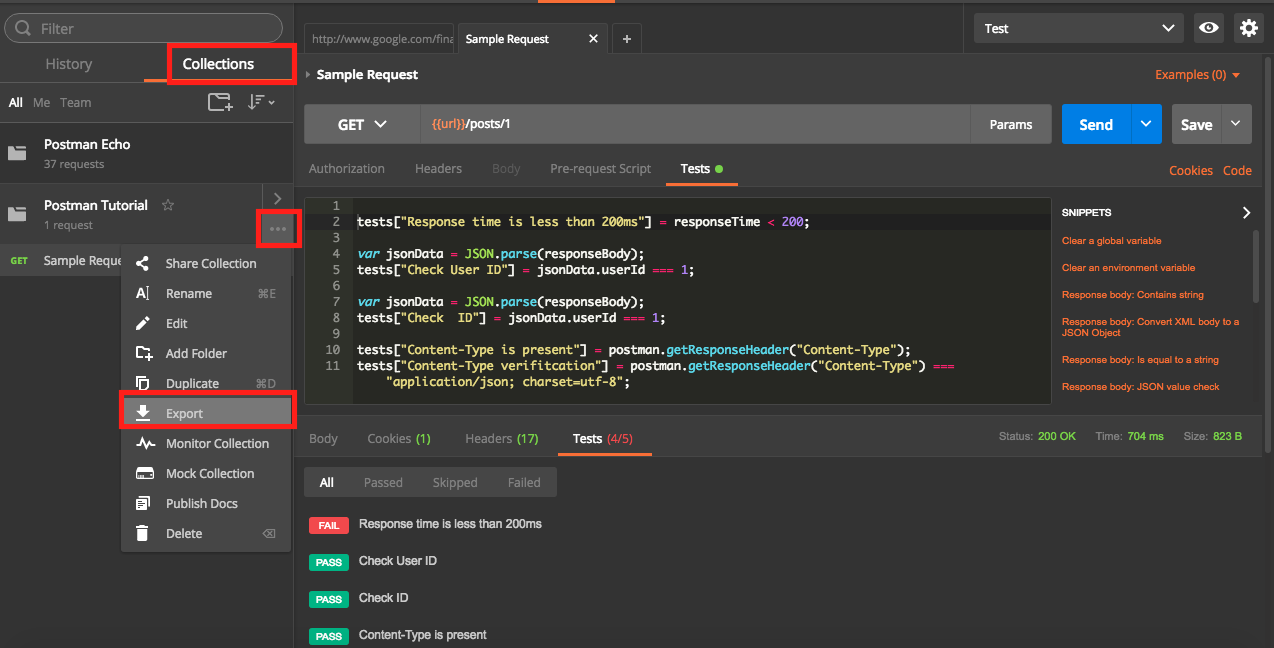 Filter
History
Collections
All Me Team
Postman Echo
37 requests
Postman Tutorial
1 request
GET Sample Reque
Share Collection
Rename ⌘E
Edit
Add Folder
Duplicate ⌘D
Export
Monitor Collection
Mock Collection
Publish Docs
Delete
http://www.google.com/fina
Sample Request
Test
Sample Request
Examples (0)
GET
{{url}}/posts/1
Params
Send
Save
Authorization
Headers
Body
Pre-request Script
Tests
Cookies Code
1
2 tests["Response time is less than 200ms"] = responseTime < 200;
3
4 var jsonData = JSON.parse(responseBody);
5 tests["Check User ID"] = jsonData.userId === 1;
6
7 var jsonData = JSON.parse(responseBody);
8 tests["Check  ID"] = jsonData.userId === 1;
9
10 tests["Content-Type is present"] = postman.getResponseHeader("Content-Type");
11 tests["Content-Type verifitcation"] = postman.getResponseHeader("Content-Type") ===
"application/json; charset=utf-8";
SNIPPETS
Clear a global variable
Clear an environment variable
Response body: Contains string
Response body: Convert XML body to a
JSON Object
Response body: Is equal to a string
Response body: JSON value check
Body
Cookies (1)
Headers (17)
Tests (4/5)
Status: 200 OK
Time: 704 ms
Size: 823 B
All
Passed
Skipped
Failed
FAIL Response time is less than 200ms
PASS Check User ID
PASS Check ID
PASS Content-Type is present